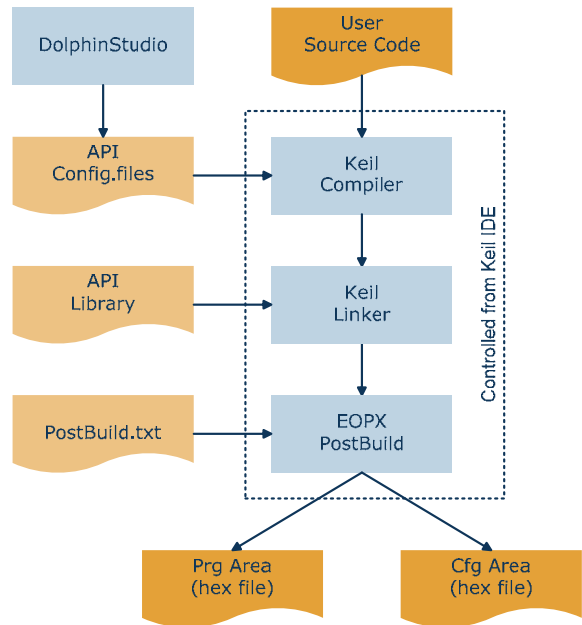 DolphinStudio
User
Source Code
API
Config.files
Keil
Compiler
API
Library
Keil
Linker
Controlled from Keil IDE
PostBuild.txt
EOPX
PostBuild
Prg Area
(hex file)
Cfg Area
(hex file)